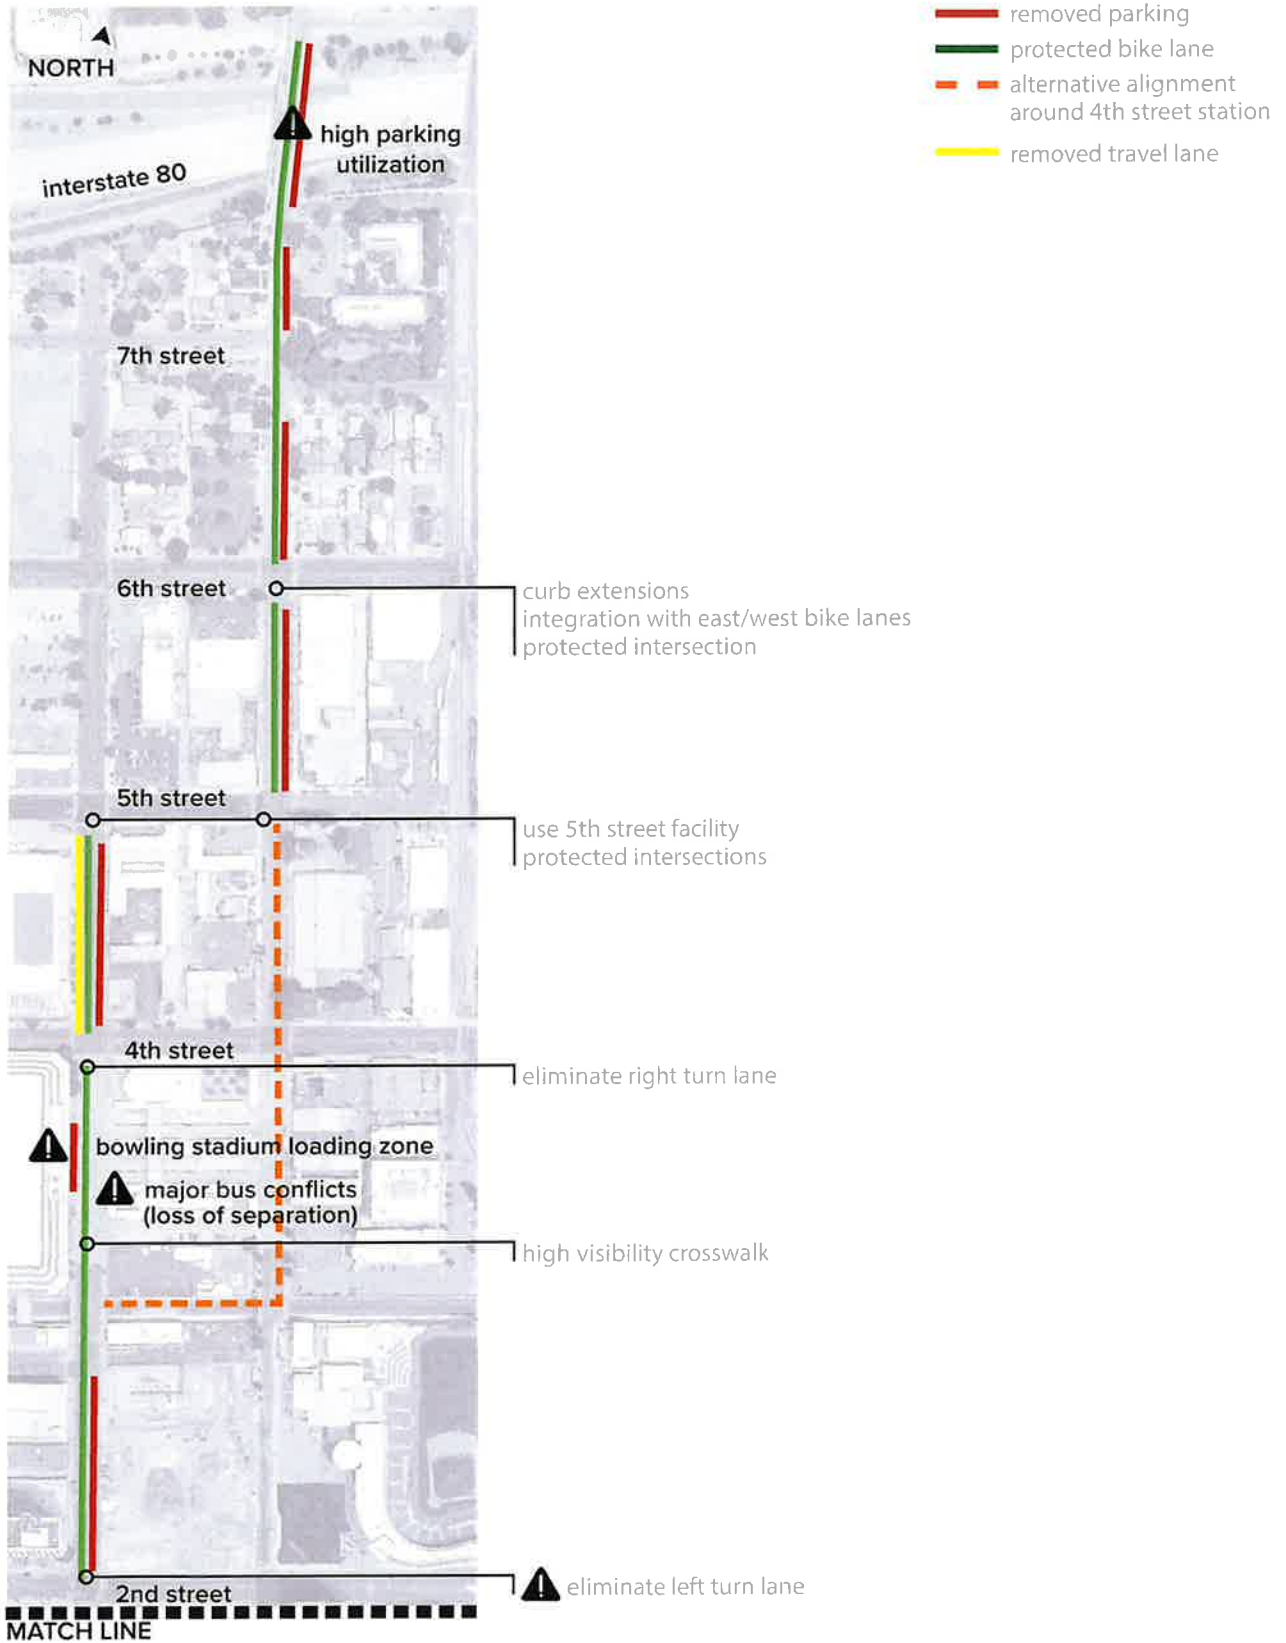 removed parking
protected bike lane
alternative alignment
around 4th street station
removed travel lane
NORTH
high parking
utilization
interstate 80
7th street
6th street
curb extensions
integration with east/west bike lanes
protected intersection
5th street
use 5th street facility
protected intersections
4th street
eliminate right turn lane
bowling stadium loading zone
major bus conflicts
(loss of separation)
high visibility crosswalk
2nd street
eliminate left turn lane
MATCH LINE